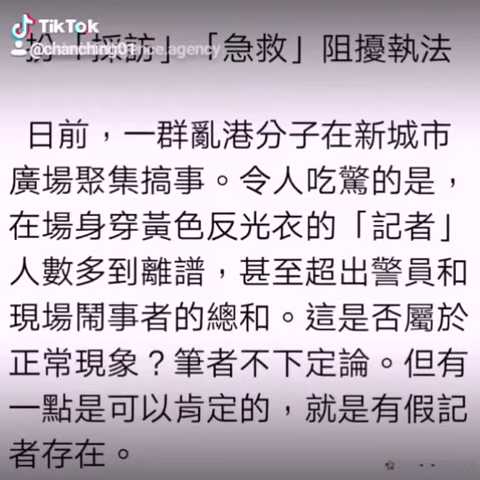 TikTok
扮「採訪」「急救」阻擾執法
@chanching01ence.agency
日前，一群亂港分子在新城市
廣場聚集搞事。令人吃驚的是，
在場身穿黃色反光衣的「記者」
人數多到離譜，甚至超出警員和
現場鬧事者的總和。這是否屬於
正常現象？筆者不下定論。但有
一點是可以肯定的，就是有假記
者存在。